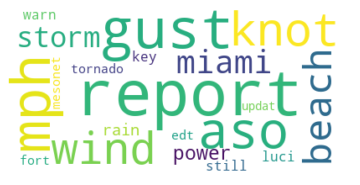 warn
gust
knot
storm
miami
key
tornado
mph
mesonet
report
updat
beach
wind
rain
aso
edt
power
fort
still
luci